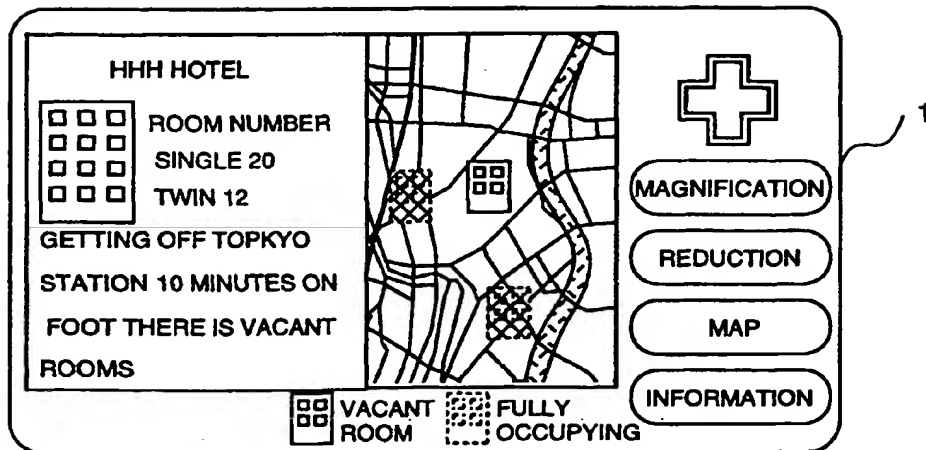 HHH HOTEL
ROOM NUMBER
SINGLE 20
TWIN 12
GETTING OFF TOPKYO
STATION 10 MINUTES ON
FOOT THERE IS VACANT
ROOMS
MAGNIFICATION
REDUCTION
MAP
INFORMATION
VACANT
ROOM
FULLY
OCCUPYING
1